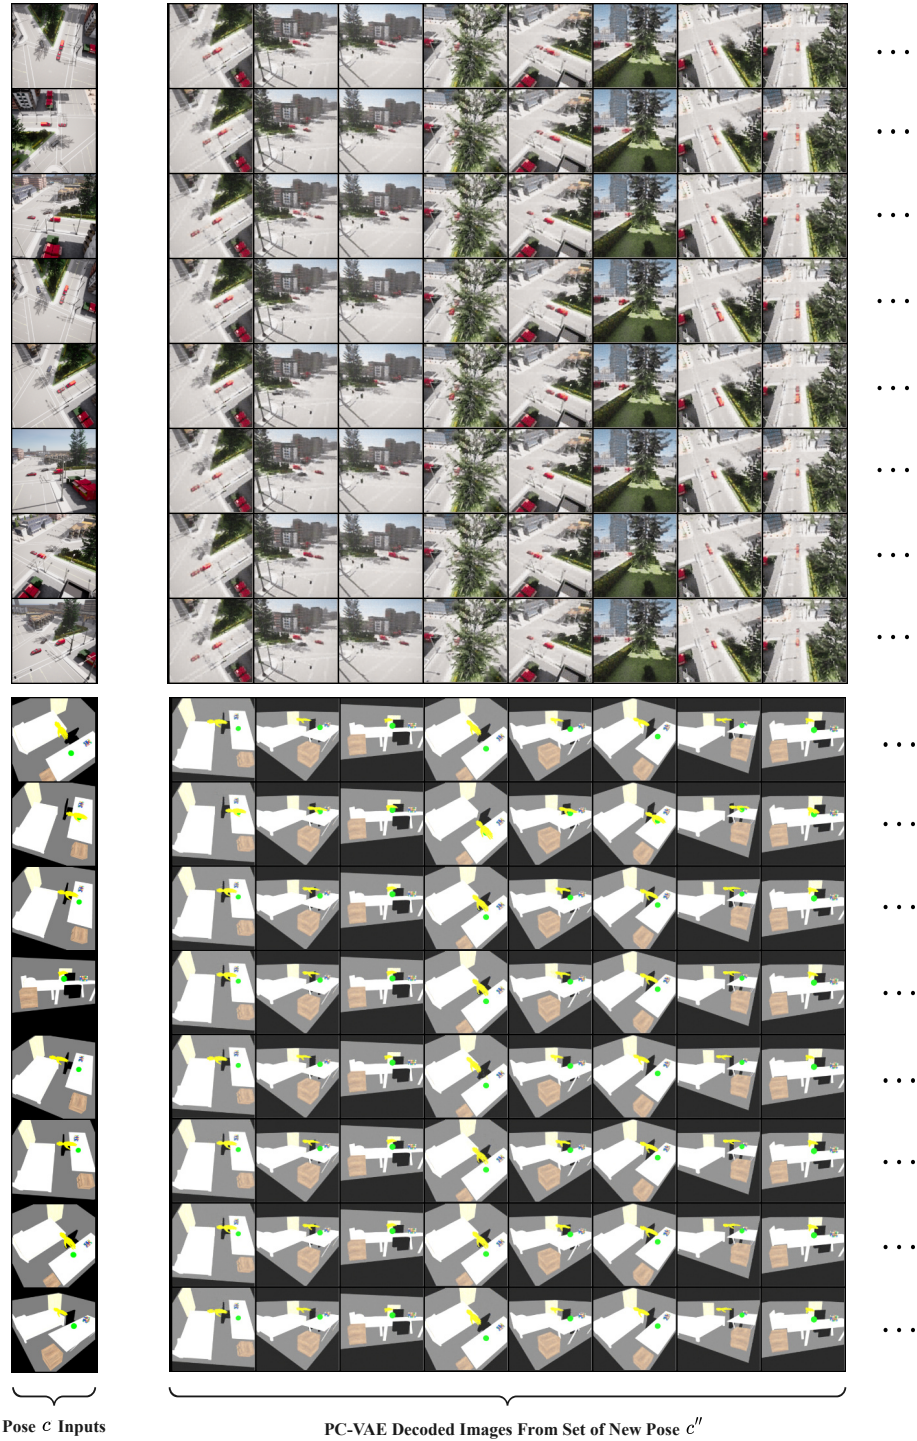 Pose c Inputs
PC-VAE Decoded Images From Set of New Pose c″